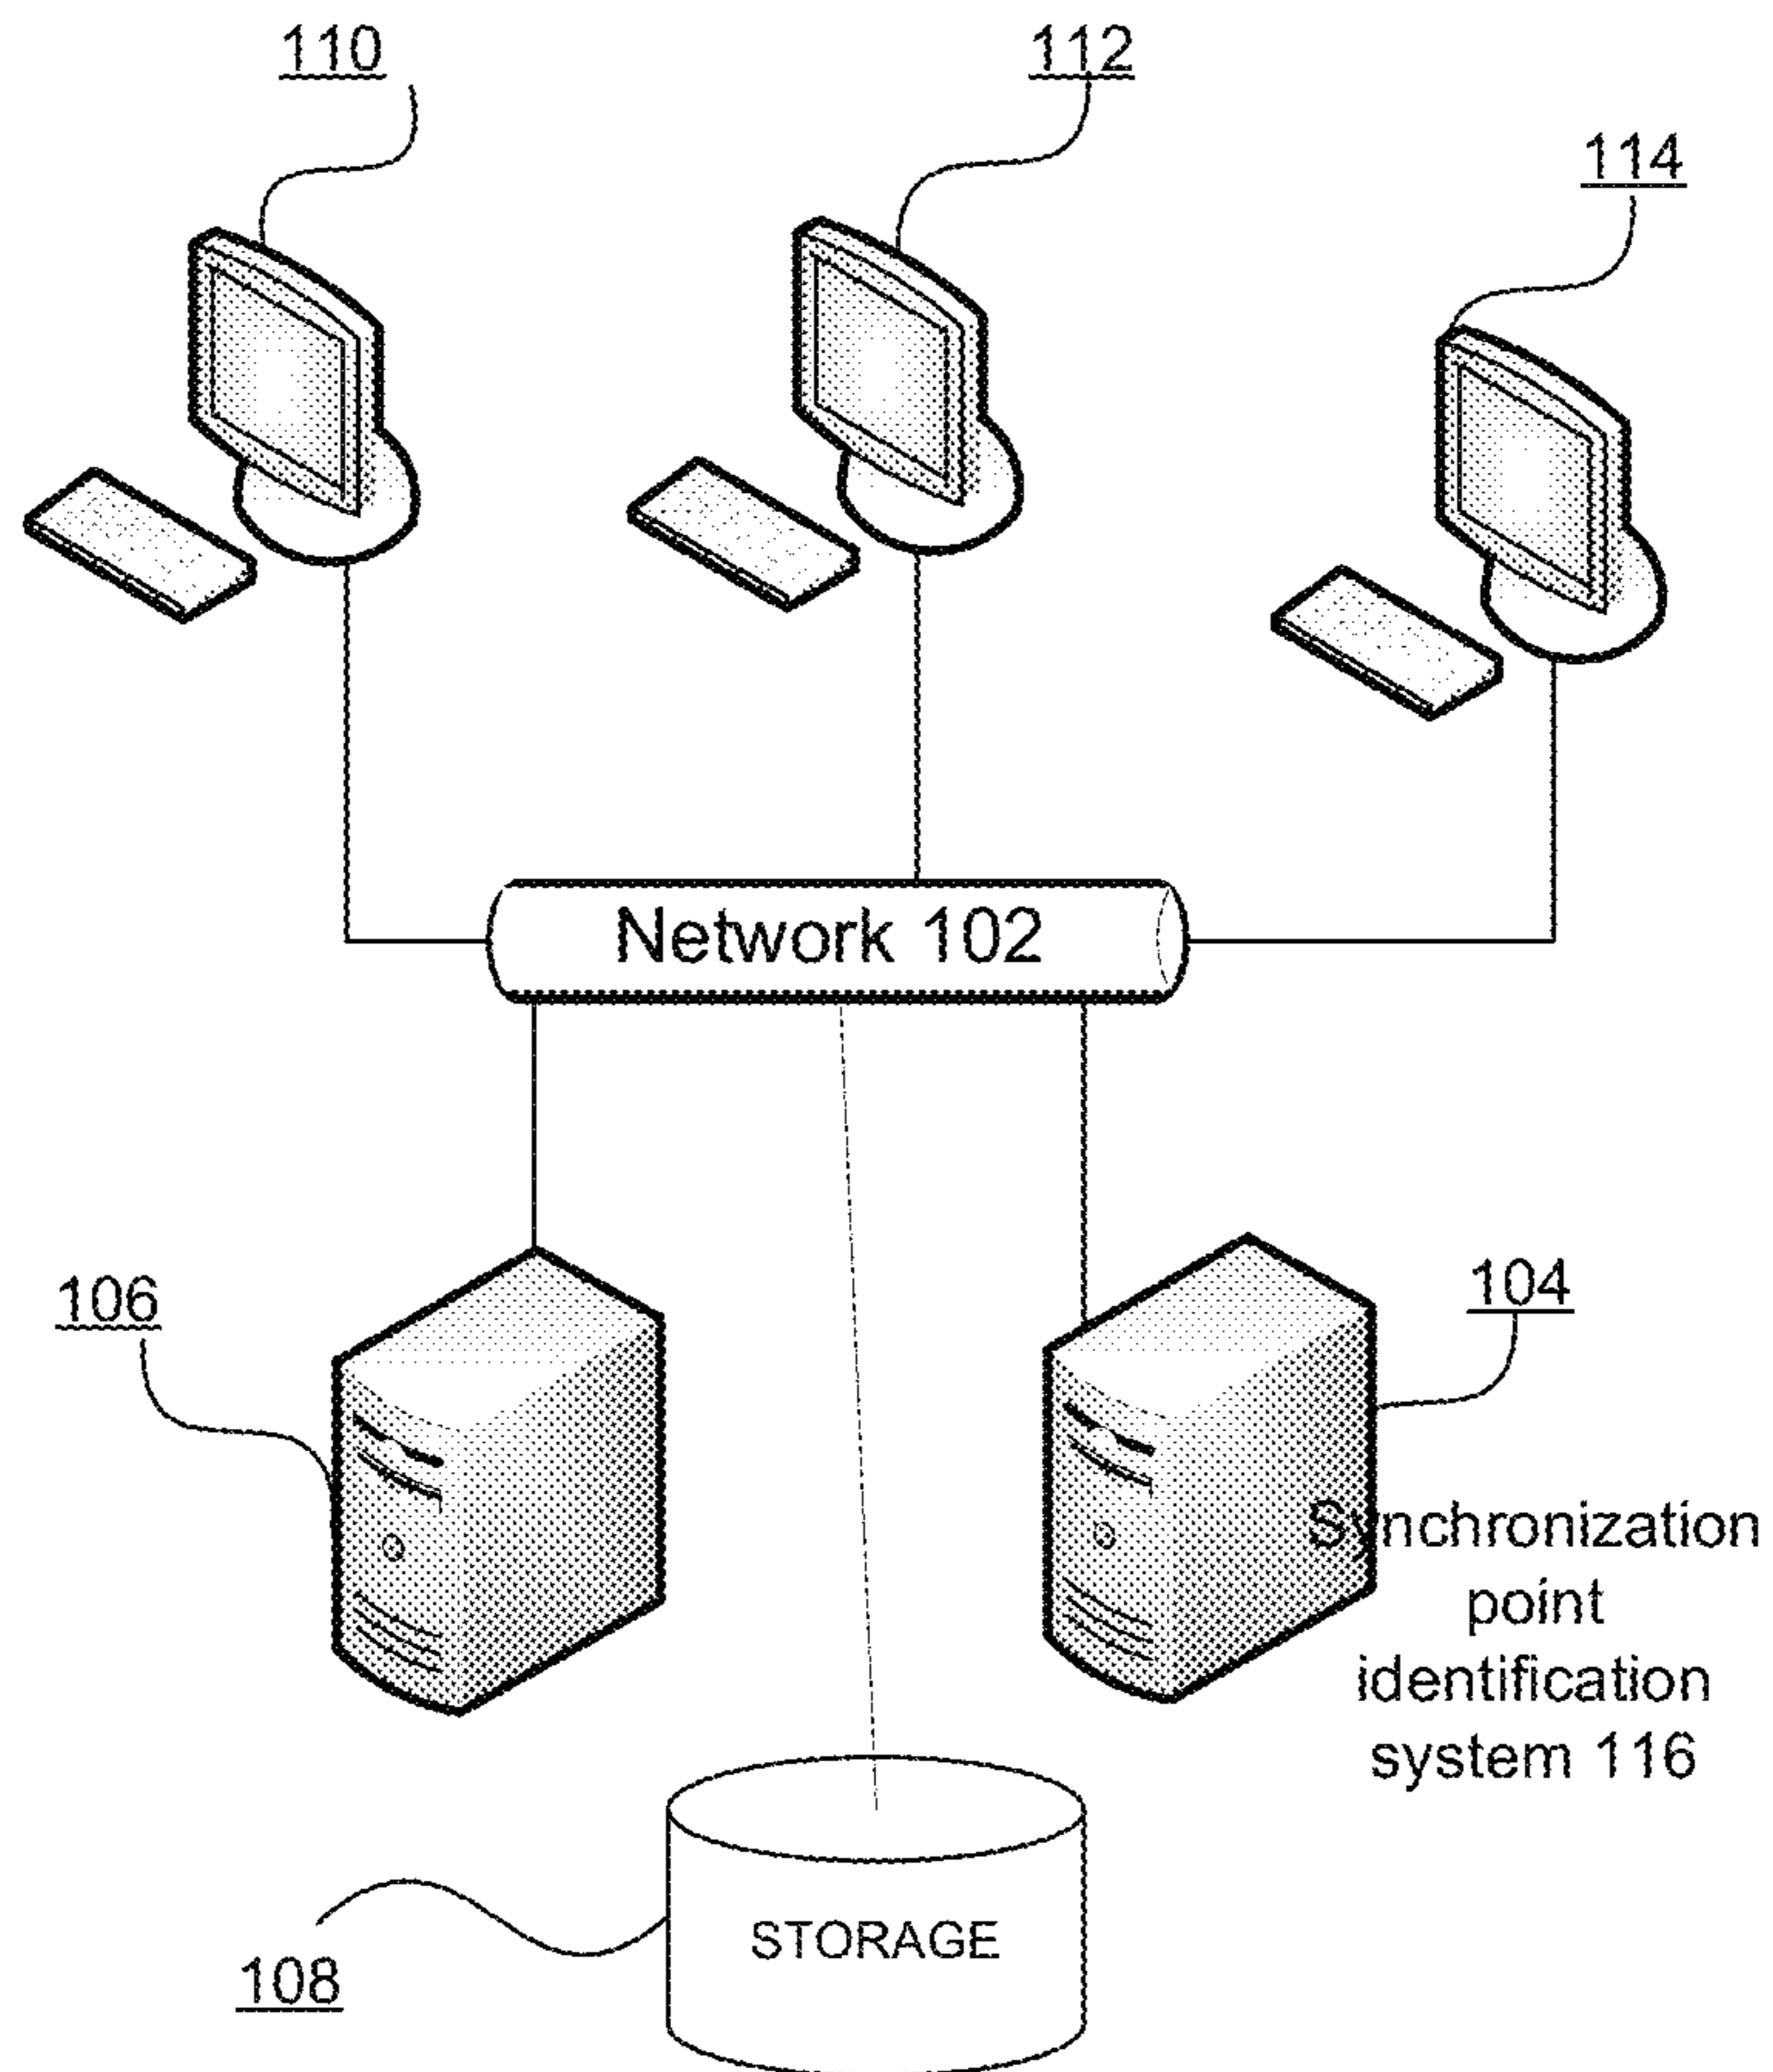 110
112
114
Network 102
106
104
Synchronization
point
identification
system 116
STORAGE
108